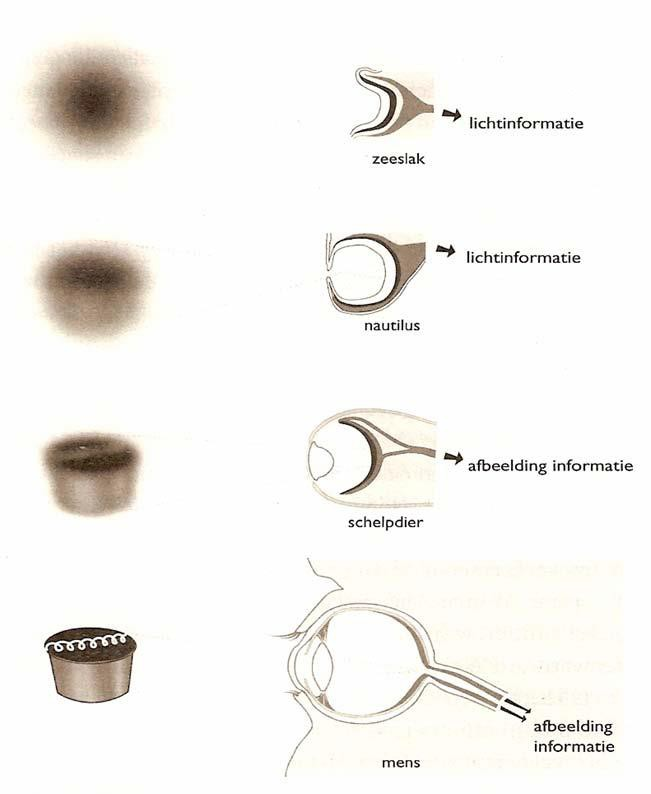 lichtinformatie
zeeslak
lichtinformatie
nautilus
afbeelding informatie
schelpdier
afbeelding
informatie
mens